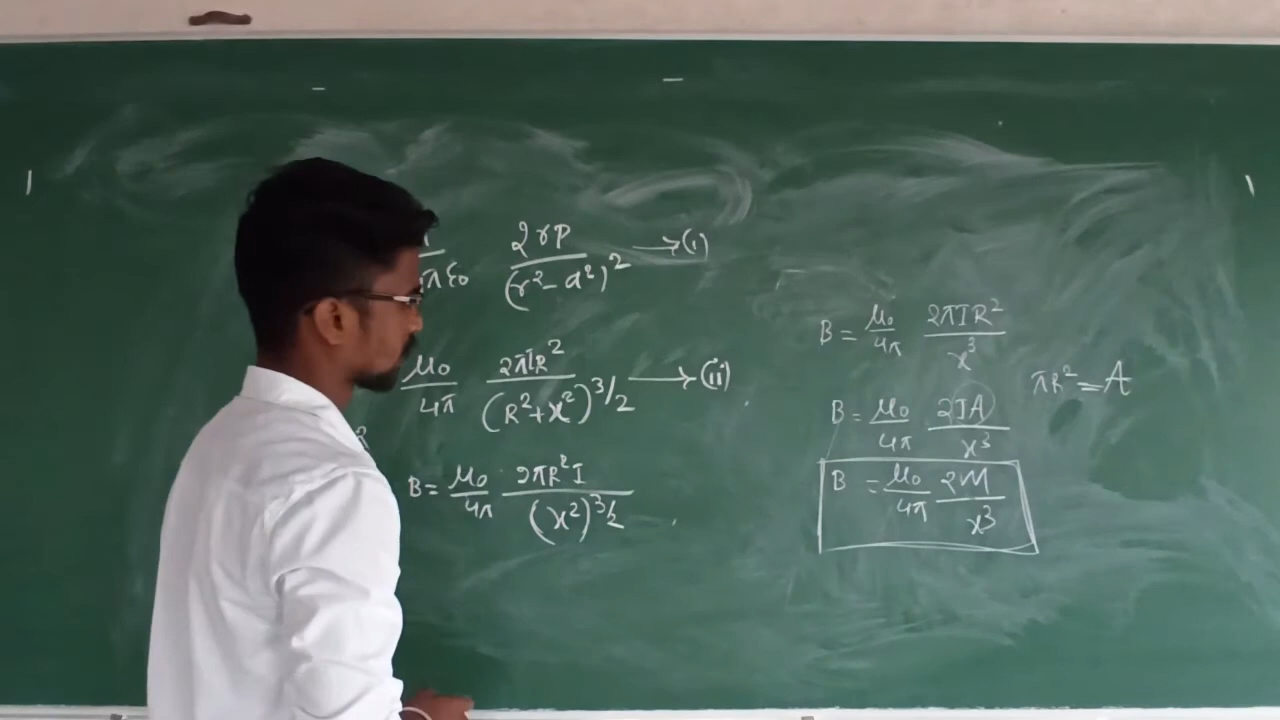 πε₀ 2rp/(r²-a²)² →(i)
μ₀/4π 2πIR²/(R²+x²)^3/2 →(ii)
R
B = μ₀/4π 2πR²I/(x²)^3/2
B = μ₀/4π 2πIR²/x³
πR² = A
B = μ₀/4π 2IA/x³
B = μ₀/4π 2M/x³